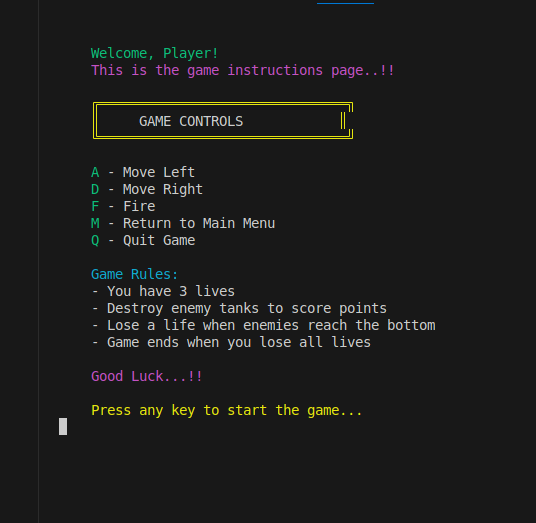 Welcome, Player!
This is the game instructions page..!!
GAME CONTROLS
A - Move Left
D - Move Right
F - Fire
M - Return to Main Menu
Q - Quit Game
Game Rules:
- You have 3 lives
- Destroy enemy tanks to score points
- Lose a life when enemies reach the bottom
- Game ends when you lose all lives
Good Luck...!!
Press any key to start the game...